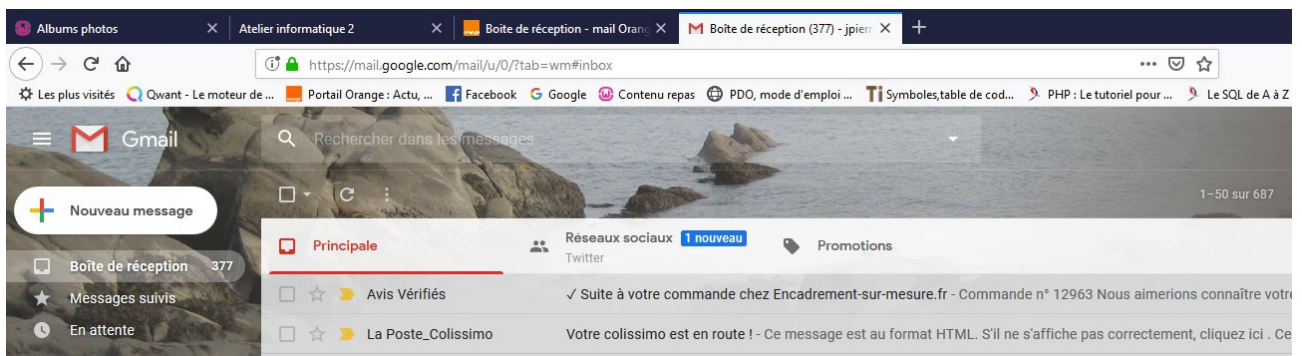 Albums photos Atelier informatique 2 Boite de réception - mail Orang Boîte de réception (377) - jpierr
https://mail.google.com/mail/u/0/?tab=wm#inbox
Les plus visités Qwant - Le moteur de ... Portail Orange : Actu, ... Facebook Google Contenu repas PDO, mode d'emploi ... Symboles,table de cod... PHP : Le tutoriel pour ... Le SQL de A à Z
Gmail Rechercher dans les messages
Nouveau message 1–50 sur 687
Principale Réseaux sociaux 1 nouveau Promotions
Twitter
Boîte de réception 377
Messages suivis Avis Vérifiés ✓ Suite à votre commande chez Encadrement-sur-mesure.fr - Commande n° 12963 Nous aimerions connaître votre
En attente La Poste_Colissimo Votre colissimo est en route ! - Ce message est au format HTML. S'il ne s'affiche pas correctement, cliquez ici . Ce